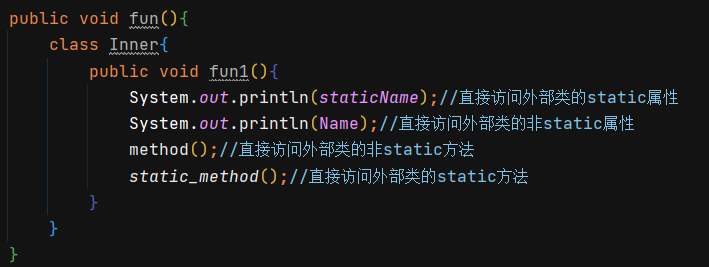 public void fun(){
class Inner{
public void fun1(){
System.out.println(staticName);//直接访问外部类的static属性
System.out.println(Name);//直接访问外部类的非static属性
method();//直接访问外部类的非static方法
static_method();//直接访问外部类的static方法
}
}
}